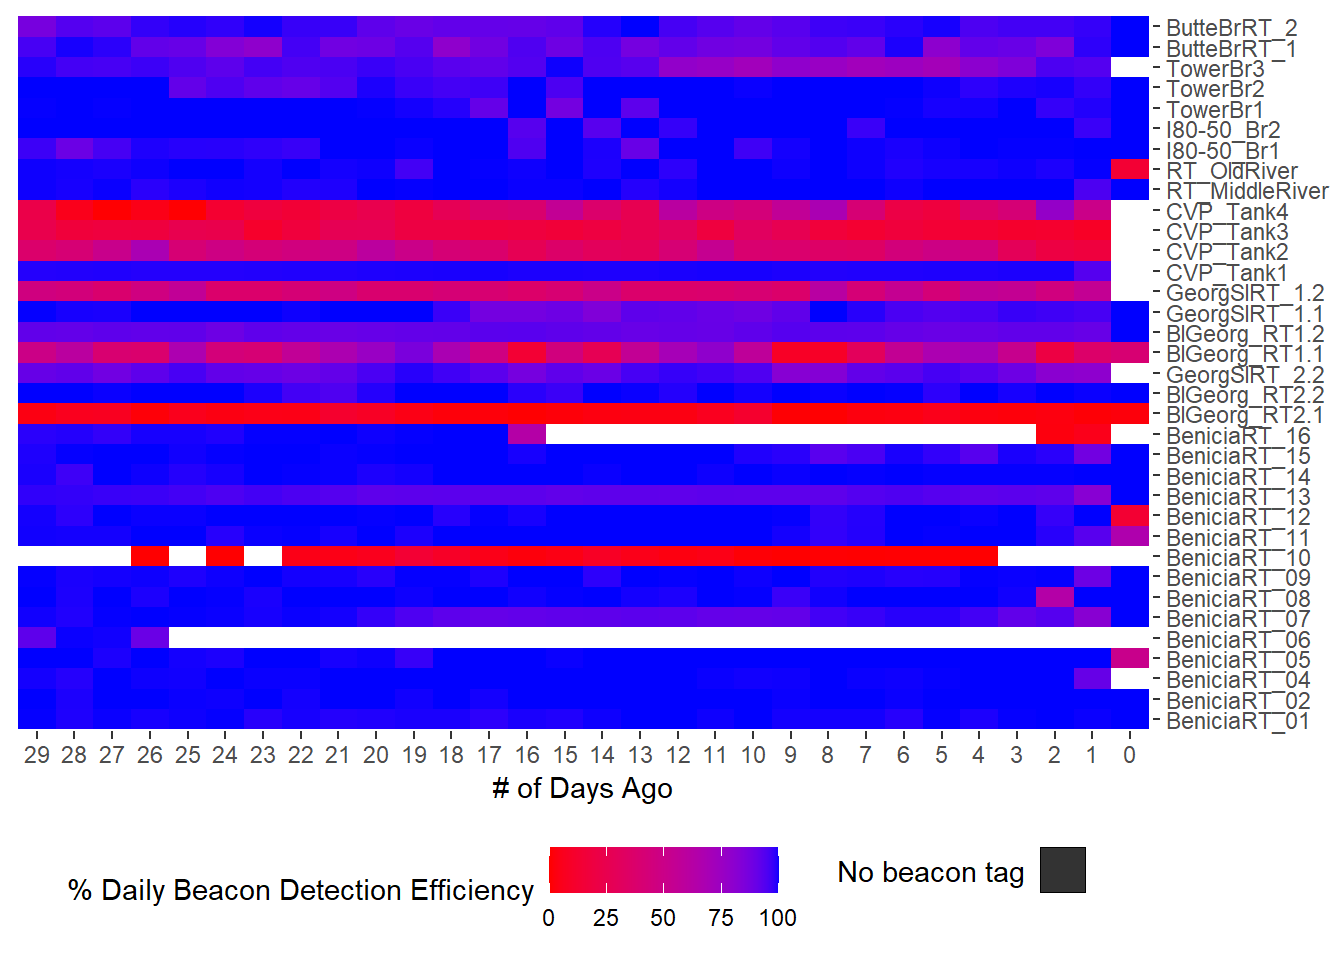 ButteBrRT_2
ButteBrRT_1
TowerBr3
TowerBr2
TowerBr1
I80-50_Br2
I80-50_Br1
RT_OldRiver
RT_MiddleRiver
CVP_Tank4
CVP_Tank3
CVP_Tank2
CVP_Tank1
GeorgSlRT_1.2
GeorgSlRT_1.1
BlGeorg_RT1.2
BlGeorg_RT1.1
GeorgSlRT_2.2
BlGeorg_RT2.2
BlGeorg_RT2.1
BeniciaRT_16
BeniciaRT_15
BeniciaRT_14
BeniciaRT_13
BeniciaRT_12
BeniciaRT_11
BeniciaRT_10
BeniciaRT_09
BeniciaRT_08
BeniciaRT_07
BeniciaRT_06
BeniciaRT_05
BeniciaRT_04
BeniciaRT_02
BeniciaRT_01
29 28 27 26 25 24 23 22 21 20 19 18 17 16 15 14 13 12 11 10 9 8 7 6 5 4 3 2 1 0
# of Days Ago
% Daily Beacon Detection Efficiency
0 25 50 75 100
No beacon tag